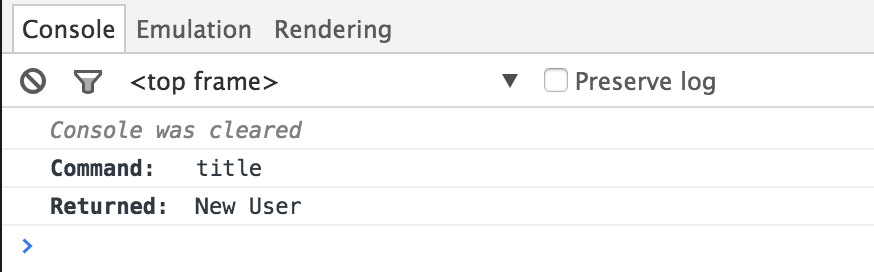 Console Emulation Rendering
<top frame> ▼ Preserve log
Console was cleared
Command: title
Returned: New User
>